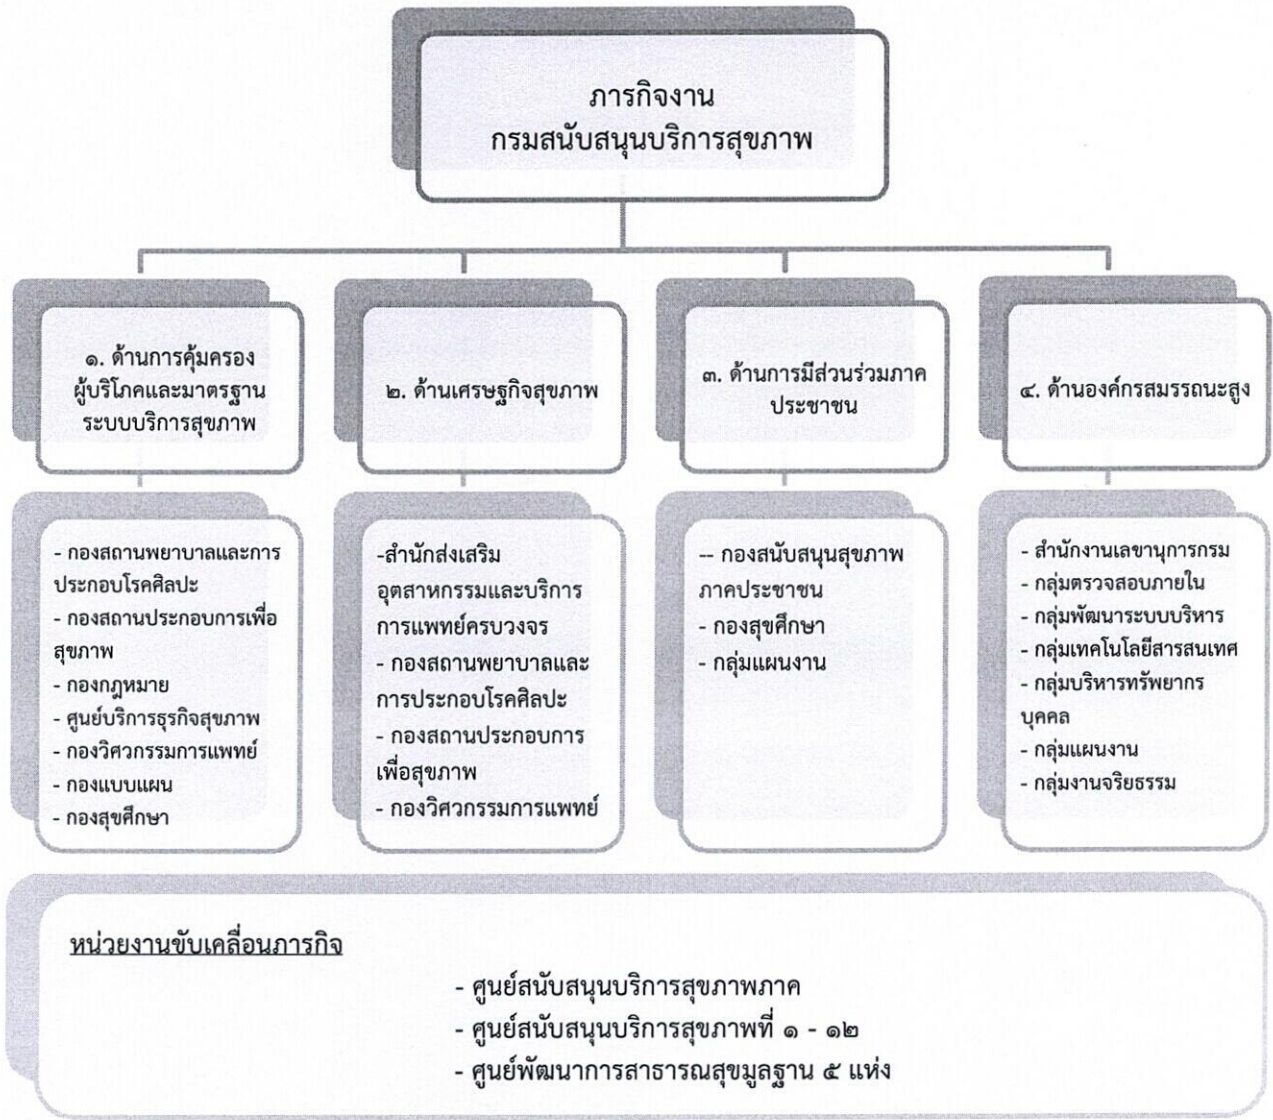 ภารกิจงาน
กรมสนับสนุนบริการสุขภาพ
๑. ด้านการคุ้มครอง
ผู้บริโภคและมาตรฐาน
ระบบบริการสุขภาพ
๒. ด้านเศรษฐกิจสุขภาพ
๓. ด้านการมีส่วนร่วมภาค
ประชาชน
๔. ด้านองค์กรสมรรถนะสูง
- กองสถานพยาบาลและการ
ประกอบโรคศิลปะ
- กองสถานประกอบการเพื่อ
สุขภาพ
- กองกฎหมาย
- ศูนย์บริการธุรกิจสุขภาพ
- กองวิศวกรรมการแพทย์
- กองแบบแผน
- กองสุขศึกษา
-สำนักส่งเสริม
อุตสาหกรรมและบริการ
การแพทย์ครบวงจร
- กองสถานพยาบาลและ
การประกอบโรคศิลปะ
- กองสถานประกอบการ
เพื่อสุขภาพ
- กองวิศวกรรมการแพทย์
-- กองสนับสนุนสุขภาพ
ภาคประชาชน
- กองสุขศึกษา
- กลุ่มแผนงาน
- สำนักงานเลขานุการกรม
- กลุ่มตรวจสอบภายใน
- กลุ่มพัฒนาระบบบริหาร
- กลุ่มเทคโนโลยีสารสนเทศ
- กลุ่มบริหารทรัพยากร
บุคคล
- กลุ่มแผนงาน
- กลุ่มงานจริยธรรม
หน่วยงานขับเคลื่อนภารกิจ
- ศูนย์สนับสนุนบริการสุขภาพภาค
- ศูนย์สนับสนุนบริการสุขภาพที่ ๑ - ๑๒
- ศูนย์พัฒนาการสาธารณสุขมูลฐาน ๕ แห่ง